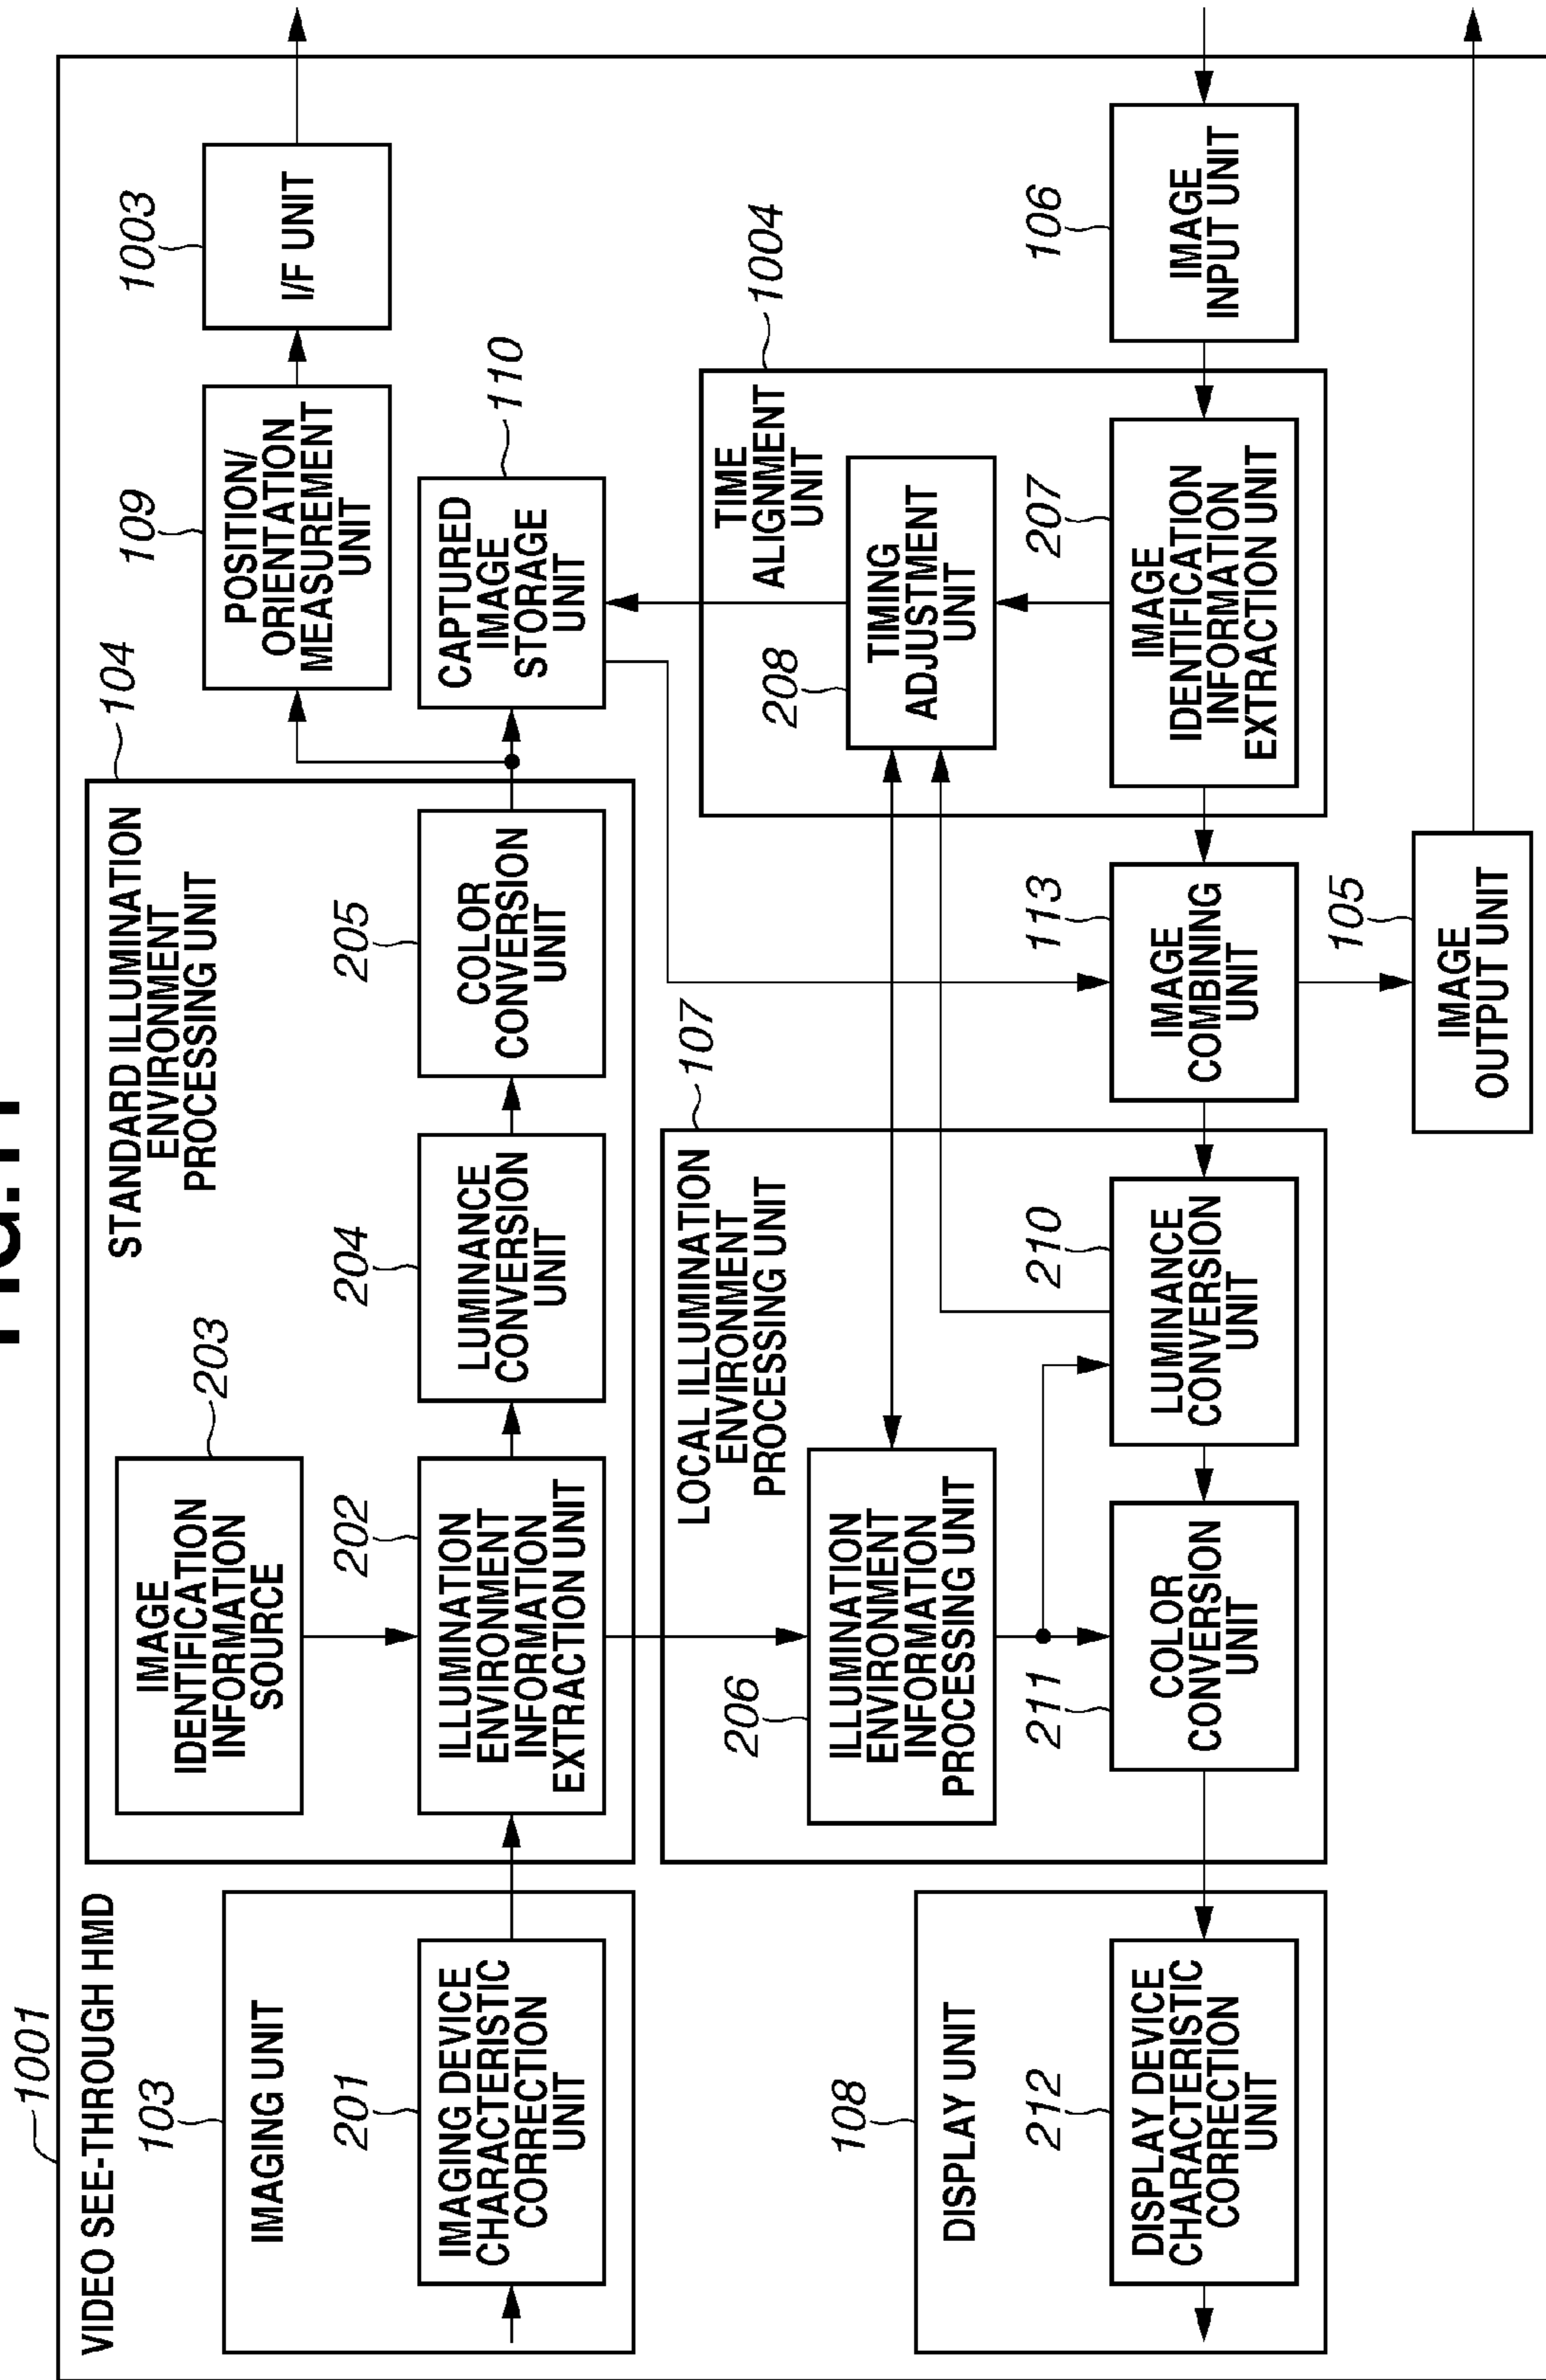 1001
VIDEO SEE-THROUGH HMD
103
IMAGING UNIT
201
IMAGING DEVICE
CHARACTERISTIC
CORRECTION
UNIT
104
STANDARD ILLUMINATION
ENVIRONMENT
PROCESSING UNIT
203
IMAGE
IDENTIFICATION
INFORMATION
SOURCE
202
ILLUMINATION
ENVIRONMENT
INFORMATION
EXTRACTION UNIT
204
LUMINANCE
CONVERSION
UNIT
205
COLOR
CONVERSION
UNIT
109
POSITION/
ORIENTATION
MEASUREMENT
UNIT
1003
I/F UNIT
110
CAPTURED
IMAGE
STORAGE
UNIT
107
LOCAL ILLUMINATION
ENVIRONMENT
PROCESSING UNIT
206
ILLUMINATION
ENVIRONMENT
INFORMATION
PROCESSING UNIT
1004
TIME
ALIGNMENT
UNIT
208
TIMING
ADJUSTMENT
UNIT
108
DISPLAY UNIT
212
DISPLAY DEVICE
CHARACTERISTIC
CORRECTION
UNIT
211
COLOR
CONVERSION
UNIT
210
LUMINANCE
CONVERSION
UNIT
113
IMAGE
COMBINING
UNIT
207
IMAGE
IDENTIFICATION
INFORMATION
EXTRACTION UNIT
106
IMAGE
INPUT UNIT
105
IMAGE
OUTPUT UNIT